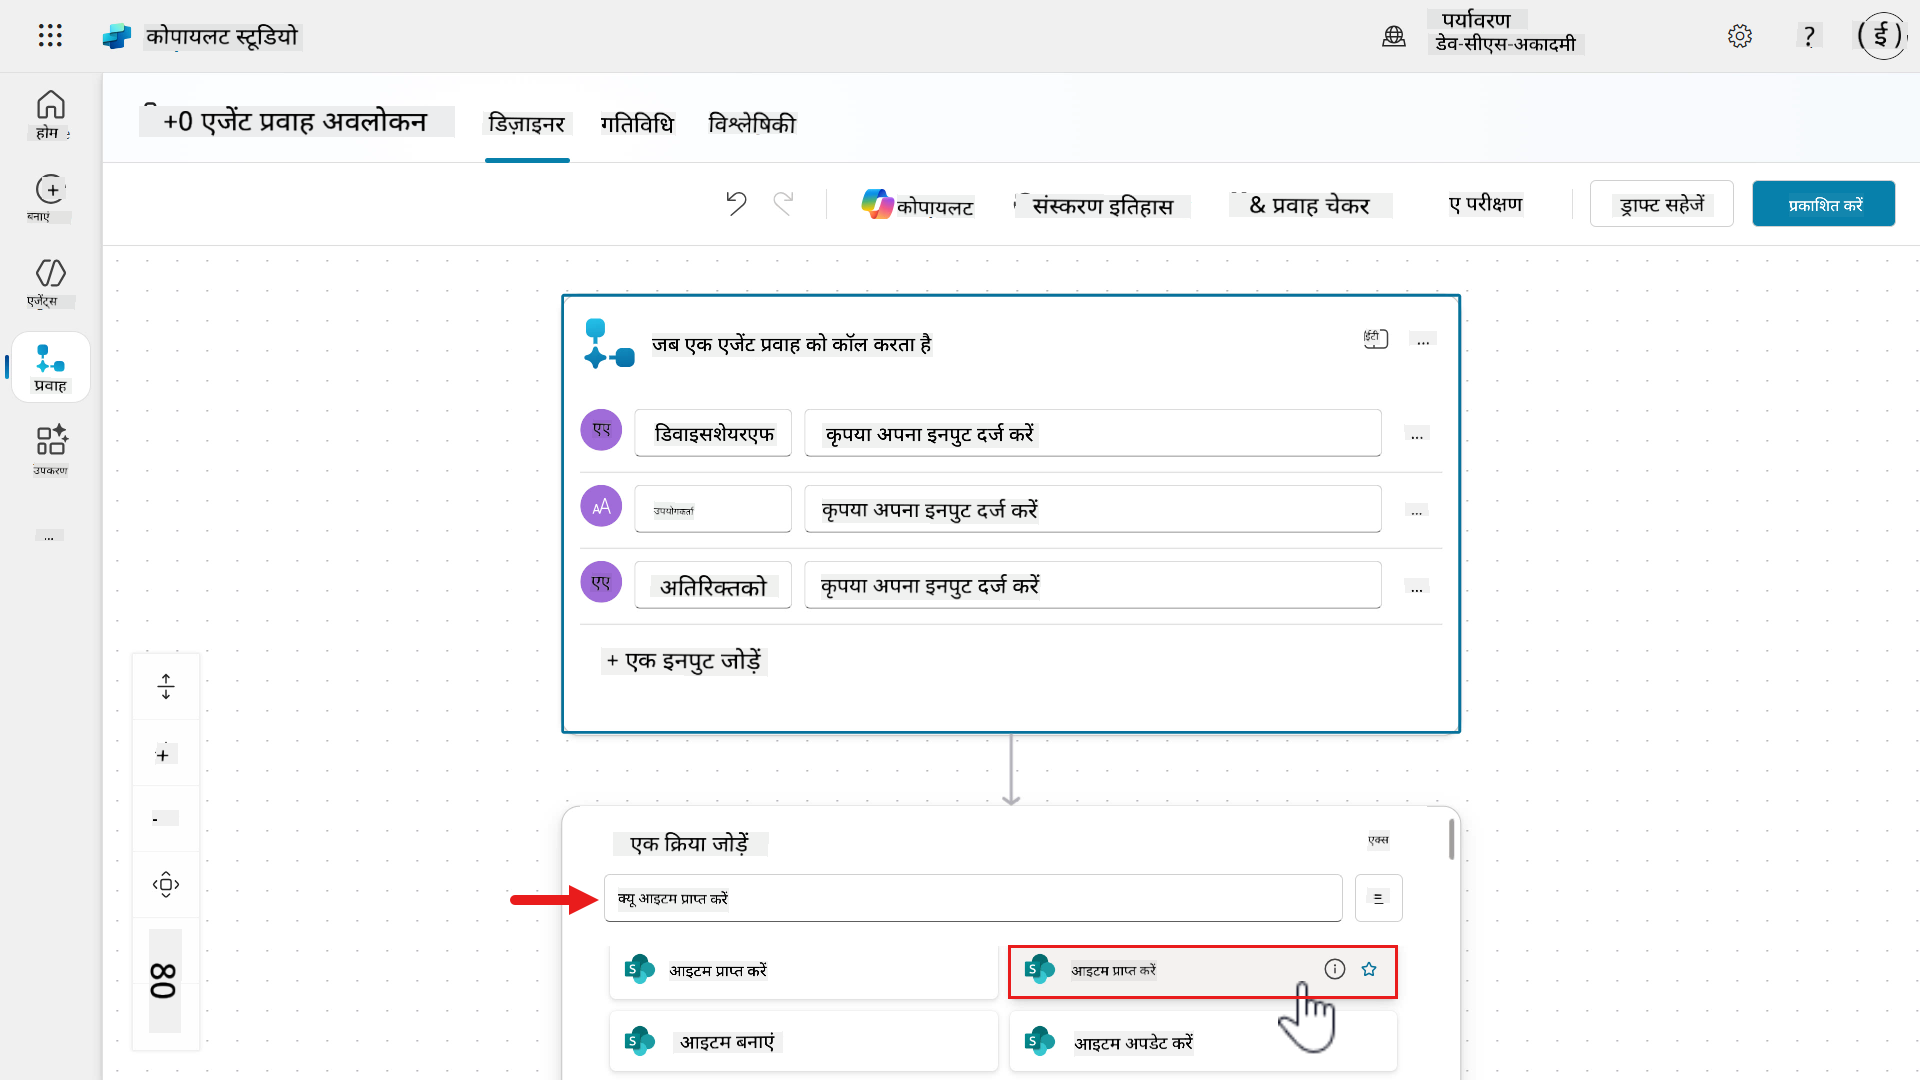 कोपायलट स्टूडियो
पर्यावरण
डेव-सीएस-अकादमी
?
( ई )
होम
बनाएं
एजेंट्स
प्रवाह
उपकरण
...
+0 एजेंट प्रवाह अवलोकन
डिज़ाइनर
गतिविधि
विश्लेषिकी
कोपायलट
संस्करण इतिहास
& प्रवाह चेकर
ए परीक्षण
ड्राफ्ट सहेजें
प्रकाशित करें
जब एक एजेंट प्रवाह को कॉल करता है
...
एए
डिवाइसशेयरएफ
कृपया अपना इनपुट दर्ज करें
...
AA
उपयोगकर्ता
कृपया अपना इनपुट दर्ज करें
...
एए
अतिरिक्तको
कृपया अपना इनपुट दर्ज करें
...
+ एक इनपुट जोड़ें
+
-
80
एक क्रिया जोड़ें
एक्स
क्यू आइटम प्राप्त करें
आइटम प्राप्त करें
आइटम प्राप्त करें
आइटम बनाएं
आइटम अपडेट करें